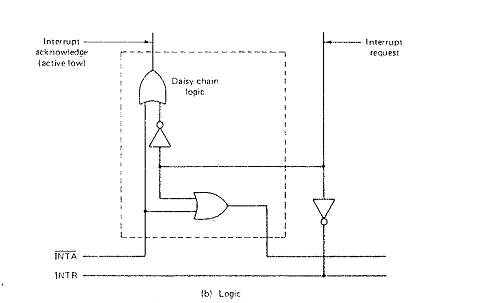 Interrupt
acknowledge
(active low)
Interrupt
request
Daisy chain
logic
INTA
INTR
(b) Logic